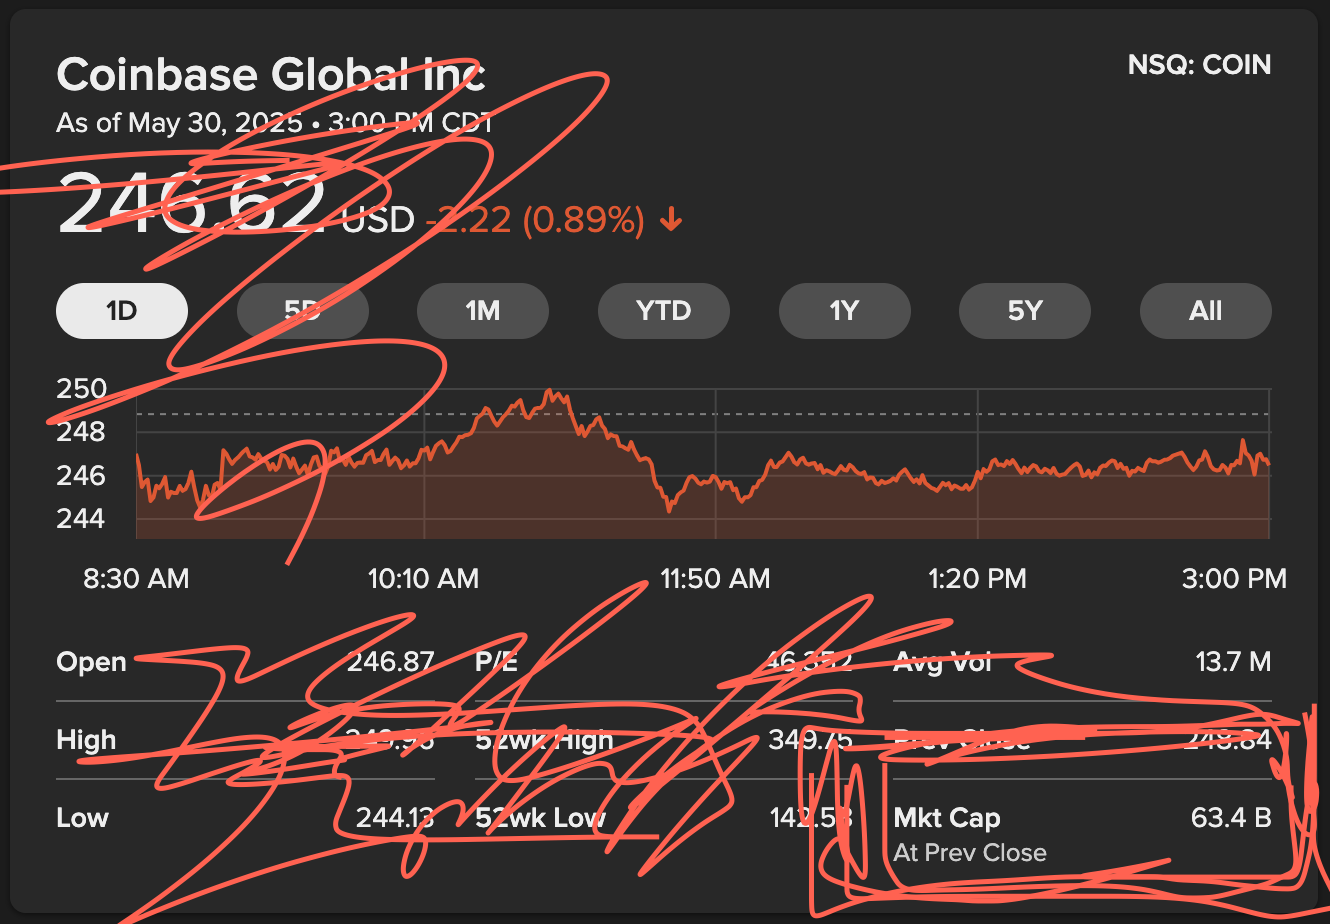 Coinbase Global Inc NSQ: COIN
As of May 30, 2025 • 3:00 PM CDT
246.62 USD -2.22 (0.89%) ↓
1D 5D 1M YTD 1Y 5Y All
250
248
246
244
8:30 AM 10:10 AM 11:50 AM 1:20 PM 3:00 PM
Open 246.87 P/E 46.352 Avg Vol 13.7 M
High 52wk High 349.75 Prev Close 248.84
Low 244.13 52wk Low 142.58 Mkt Cap 63.4 B
At Prev Close